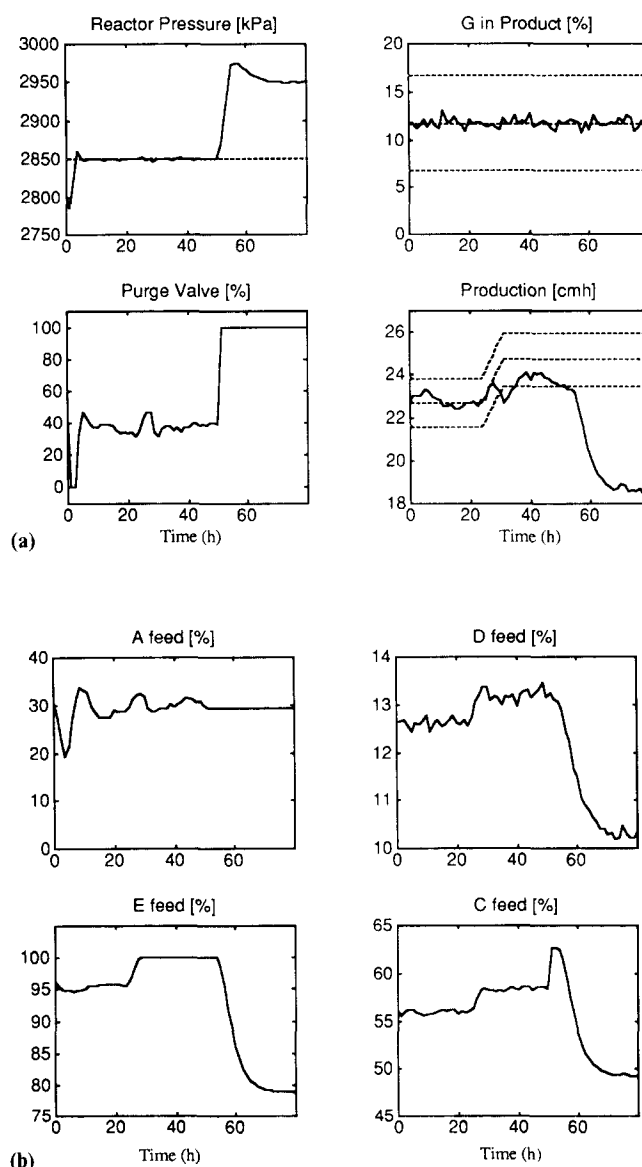 Reactor Pressure [kPa]
3000
2950
2900
2850
2800
2750
0 20 40 60
G in Product [%]
20
15
10
5
0
0 20 40 60
Purge Valve [%]
100
80
60
40
20
0
0 20 40 60
Time (h)
Production [cmh]
26
24
22
20
18
0 20 40 60
Time (h)
(a)
A feed [%]
40
30
20
10
0
0 20 40 60
D feed [%]
14
13
12
11
10
0 20 40 60
E feed [%]
100
95
90
85
80
75
0 20 40 60
Time (h)
C feed [%]
65
60
55
50
45
0 20 40 60
Time (h)
(b)